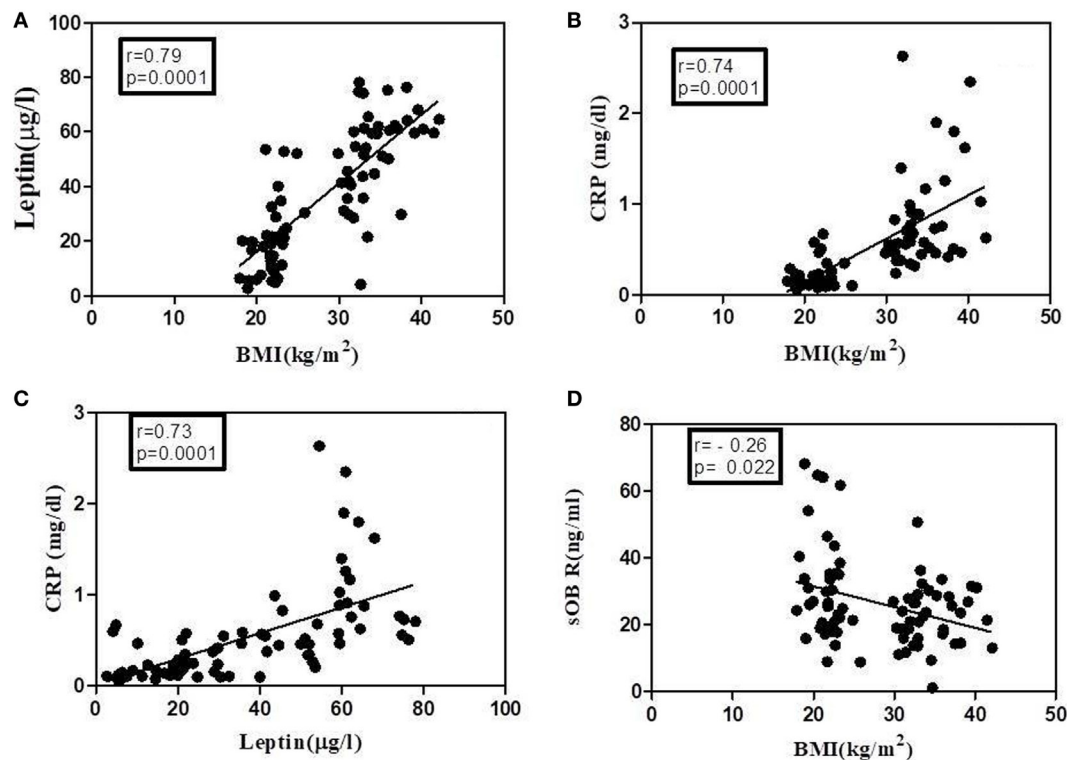 A
100
80
60
40
20
0
Leptin(μg/l)
r=0.79
p=0.0001
0 10 20 30 40 50
BMI(kg/m²)
B
3
2
1
0
CRP (mg/dl)
r=0.74
p=0.0001
0 10 20 30 40 50
BMI(kg/m²)
C
3
2
1
0
CRP (mg/dl)
r=0.73
p=0.0001
0 20 40 60 80 100
Leptin(μg/l)
D
80
60
40
20
0
sOB R(ng/ml)
r= - 0.26
p= 0.022
0 10 20 30 40 50
BMI(kg/m²)